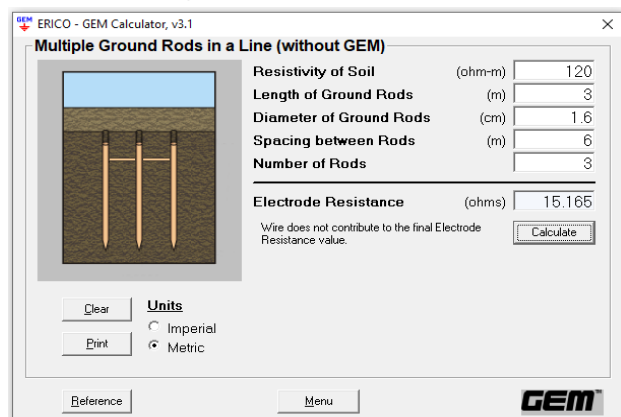 GEM
ERICO - GEM Calculator, v3.1
Multiple Ground Rods in a Line (without GEM)
Resistivity of Soil (ohm-m) 120
Length of Ground Rods (m) 3
Diameter of Ground Rods (cm) 1.6
Spacing between Rods (m) 6
Number of Rods 3
Electrode Resistance (ohms) 15.165
Wire does not contribute to the final Electrode
Resistance value.
Calculate
Clear
Print
Units
Imperial
Metric
Reference
Menu
GEM™